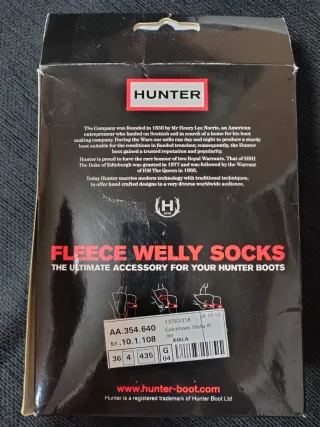 HUNTER
The Company was founded in 1856 by Mr Henry Lee Norris, an American
entrepreneur who landed on Scottish soil in search of a home for his boot
making company. During the Wars our mills ran day and night to produce a sturdy
boot suitable for the conditions in flooded trenches; consequently, the Hunter
boot gained a trusted reputation and popularity.
Hunter is proud to have the rare honour of two Royal Warrants. That of HRH
The Duke of Edinburgh was granted in 1977 and was followed by the Warrant
of HM The Queen in 1986.
Today Hunter marries modern technology with traditional techniques,
to offer hand crafted designs to a very diverse worldwide audience.
H
FLEECE WELLY SOCKS
THE ULTIMATE ACCESSORY FOR YOUR HUNTER BOOTS
AA.354.640
51.10.1.108
36 4 435 G 04
Calcetines Welly
SIALA
www.hunter-boot.com
Hunter is a registered trademark of Hunter Boot Ltd